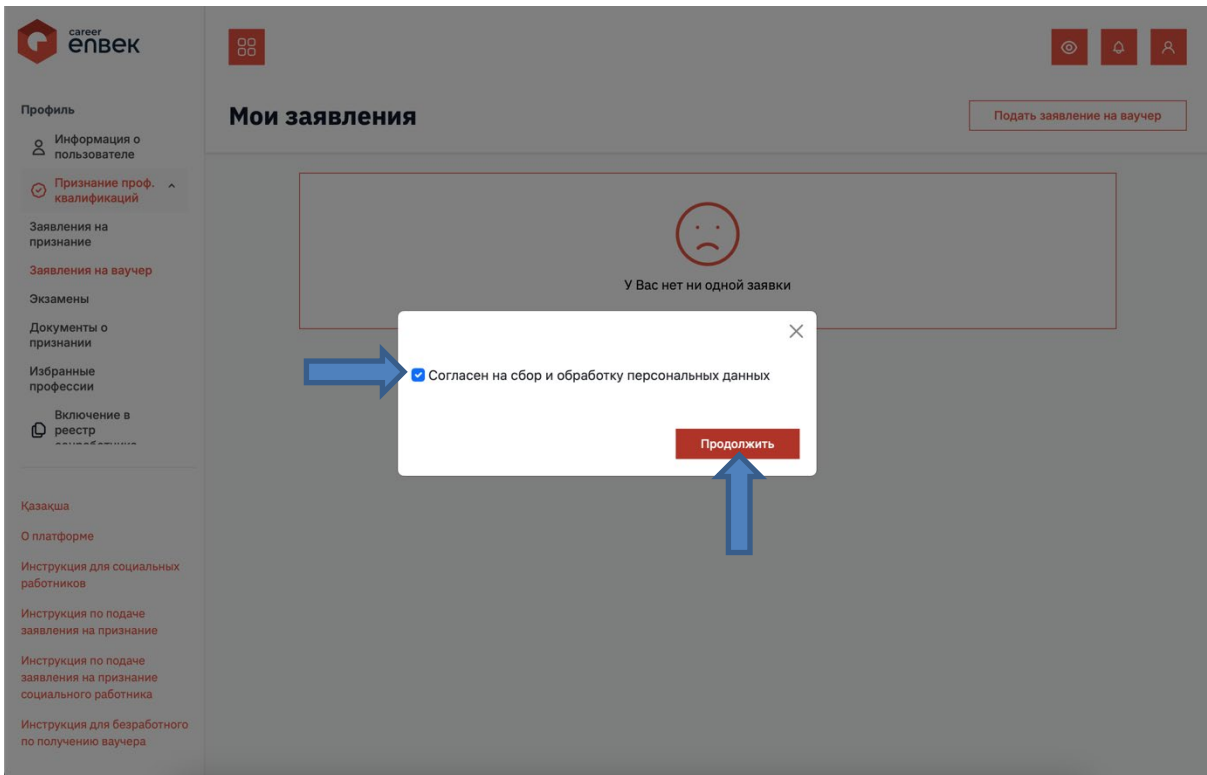 career
enbek
Профиль
Информация о
пользователе
Признание проф.
квалификаций
Заявления на
признание
Заявления на ваучер
Экзамены
Документы о
признании
Избранные
профессии
Включение в
реестр
Қазақша
О платформе
Инструкция для социальных
работников
Инструкция по подаче
заявления на признание
Инструкция по подаче
заявления на признание
социального работника
Инструкция для безработного
по получению ваучера
Мои заявления
Подать заявление на ваучер
У Вас нет ни одной заявки
Согласен на сбор и обработку персональных данных
Продолжить